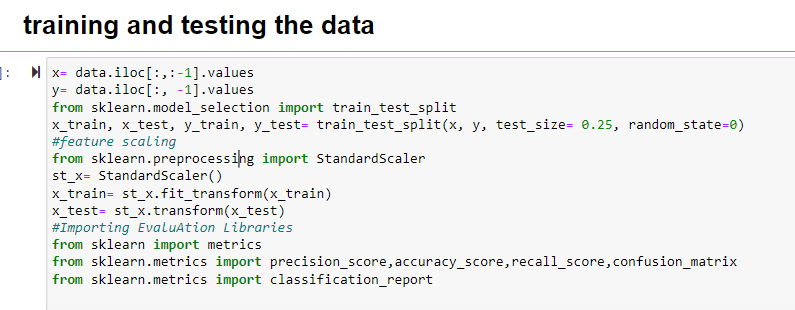 training and testing the data
]:
x= data.iloc[:,:-1].values
y= data.iloc[:, -1].values
from sklearn.model_selection import train_test_split
x_train, x_test, y_train, y_test= train_test_split(x, y, test_size= 0.25, random_state=0)
#feature scaling
from sklearn.preprocessing import StandardScaler
st_x= StandardScaler()
x_train= st_x.fit_transform(x_train)
x_test= st_x.transform(x_test)
#Importing EvaluAtion Libraries
from sklearn import metrics
from sklearn.metrics import precision_score,accuracy_score,recall_score,confusion_matrix
from sklearn.metrics import classification_report